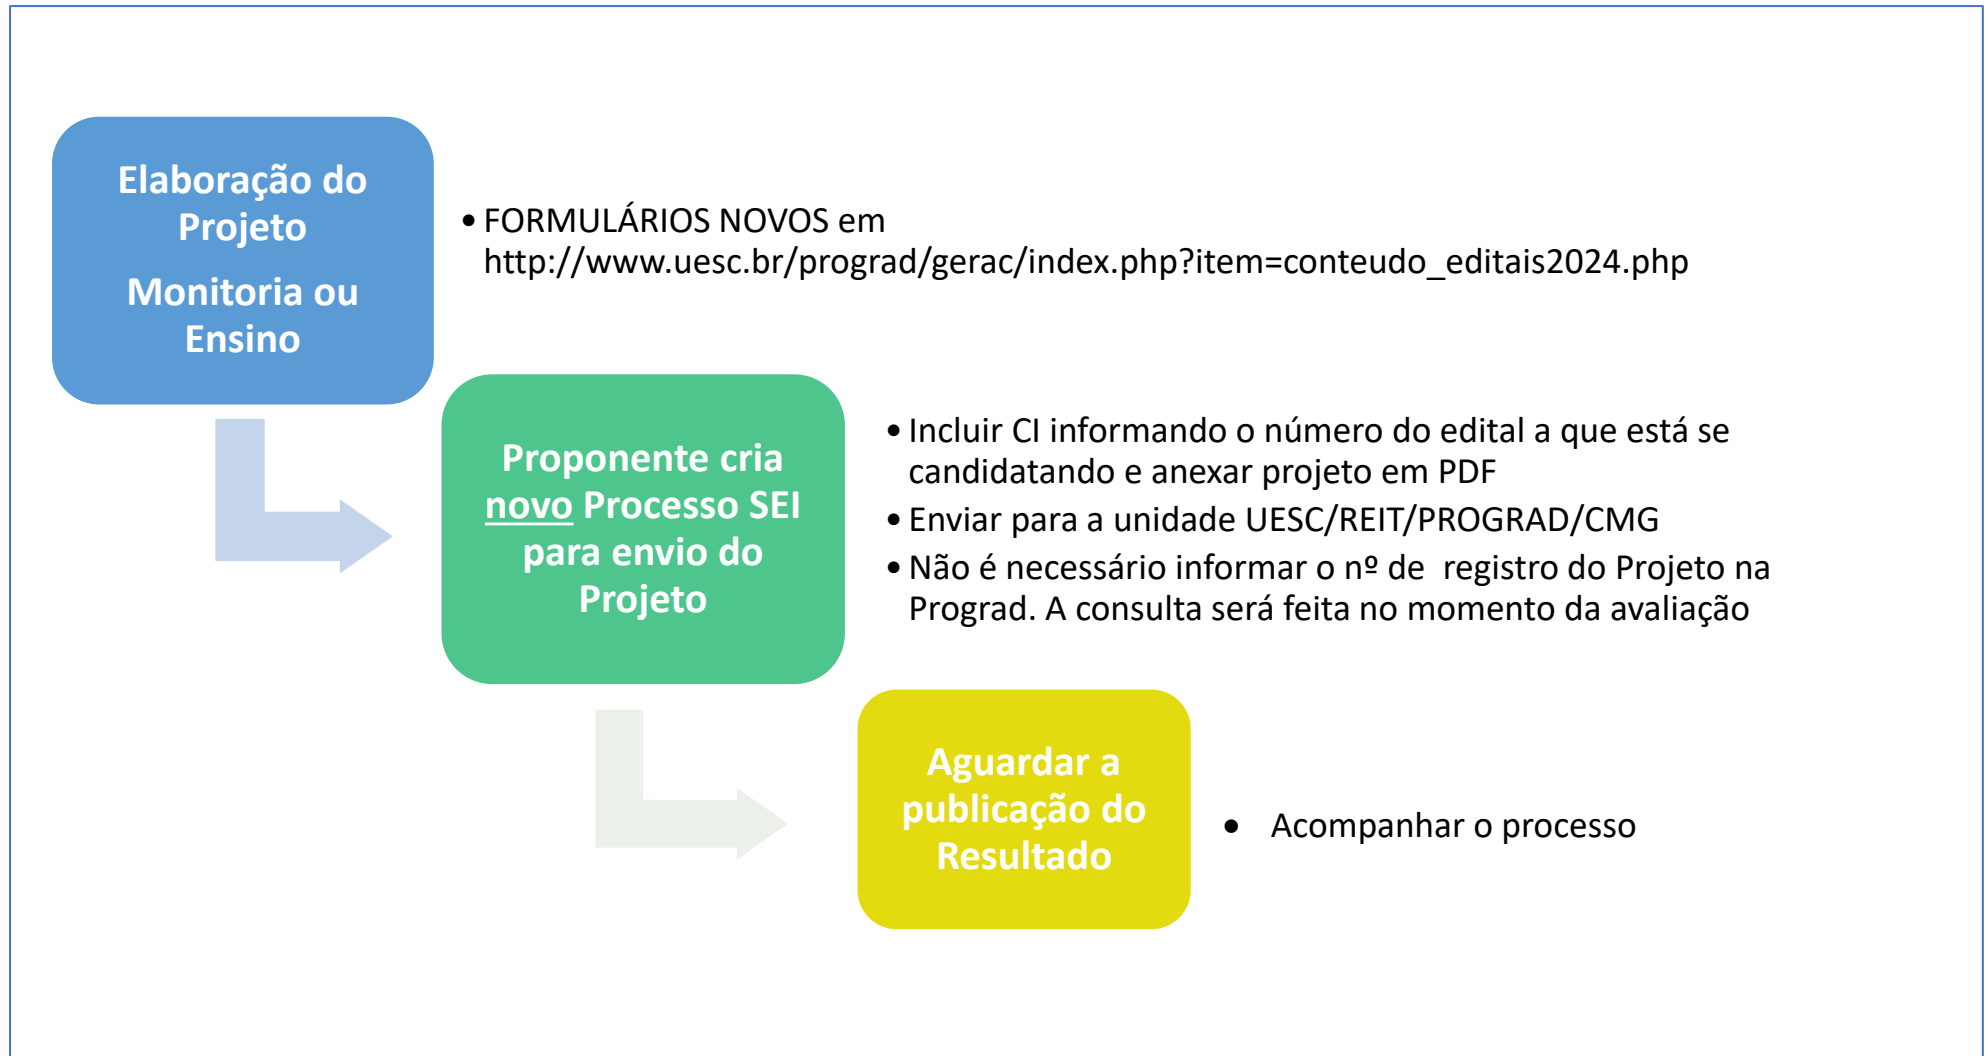 Elaboração do
Projeto
Monitoria ou
Ensino
• FORMULÁRIOS NOVOS em
http://www.uesc.br/prograd/gerac/index.php?item=conteudo_editais2024.php
Proponente cria
novo Processo SEI
para envio do
Projeto
• Incluir CI informando o número do edital a que está se
candidatando e anexar projeto em PDF
• Enviar para a unidade UESC/REIT/PROGRAD/CMG
• Não é necessário informar o nº de  registro do Projeto na
Prograd. A consulta será feita no momento da avaliação
Aguardar a
publicação do
Resultado
• Acompanhar o processo